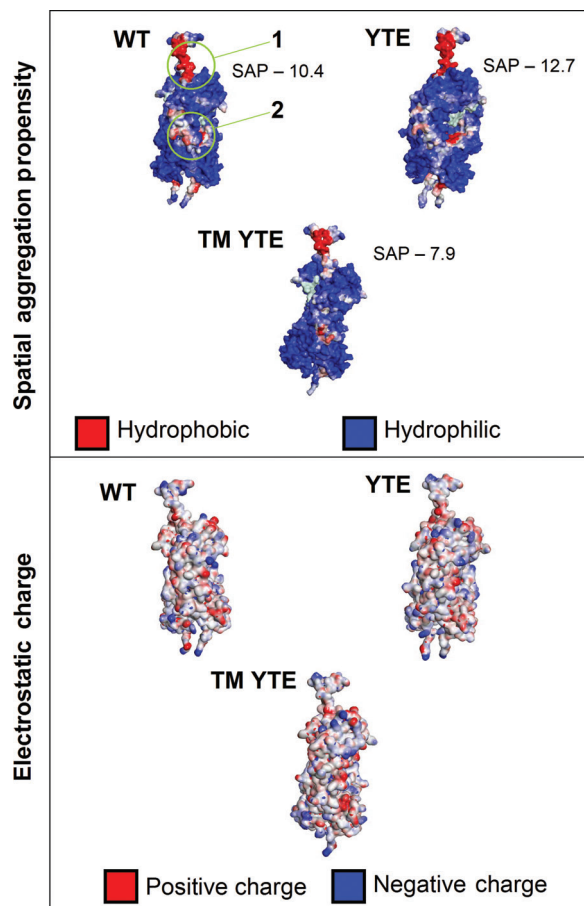 Spatial aggregation propensity
WT
1
YTE
SAP – 10.4
SAP – 12.7
2
TM YTE
SAP – 7.9
Hydrophobic
Hydrophilic
Electrostatic charge
WT
YTE
TM YTE
Positive charge
Negative charge